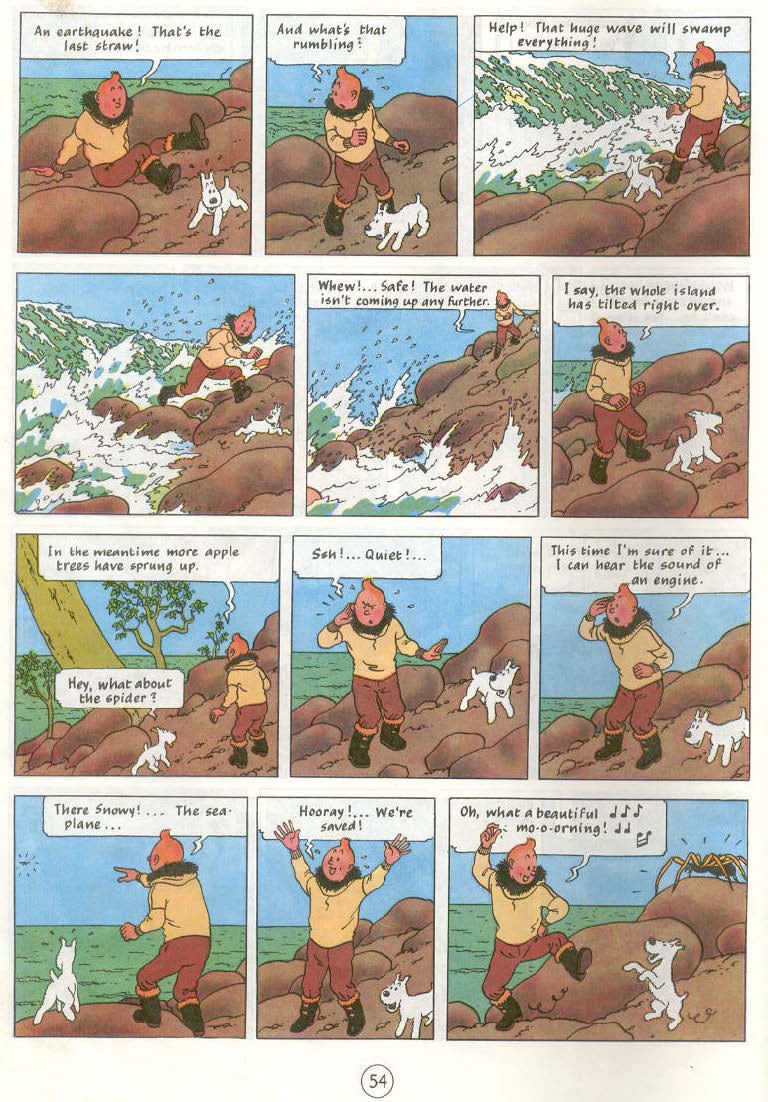 An earthquake! That's the
last straw!
And what's that
rumbling?
Help! That huge wave will swamp
everything!
Whew!... Safe! The water
isn't coming up any further.
I say, the whole island
has tilted right over.
In the meantime more apple
trees have sprung up.
Hey, what about
the spider?
Ssh!... Quiet!...
This time I'm sure of it...
I can hear the sound of
an engine.
There Snowy!... The sea-
plane...
Hooray!... We're
saved!
Oh, what a beautiful ♩♩♩
mo-o-orning! ♩♩ ♫
54